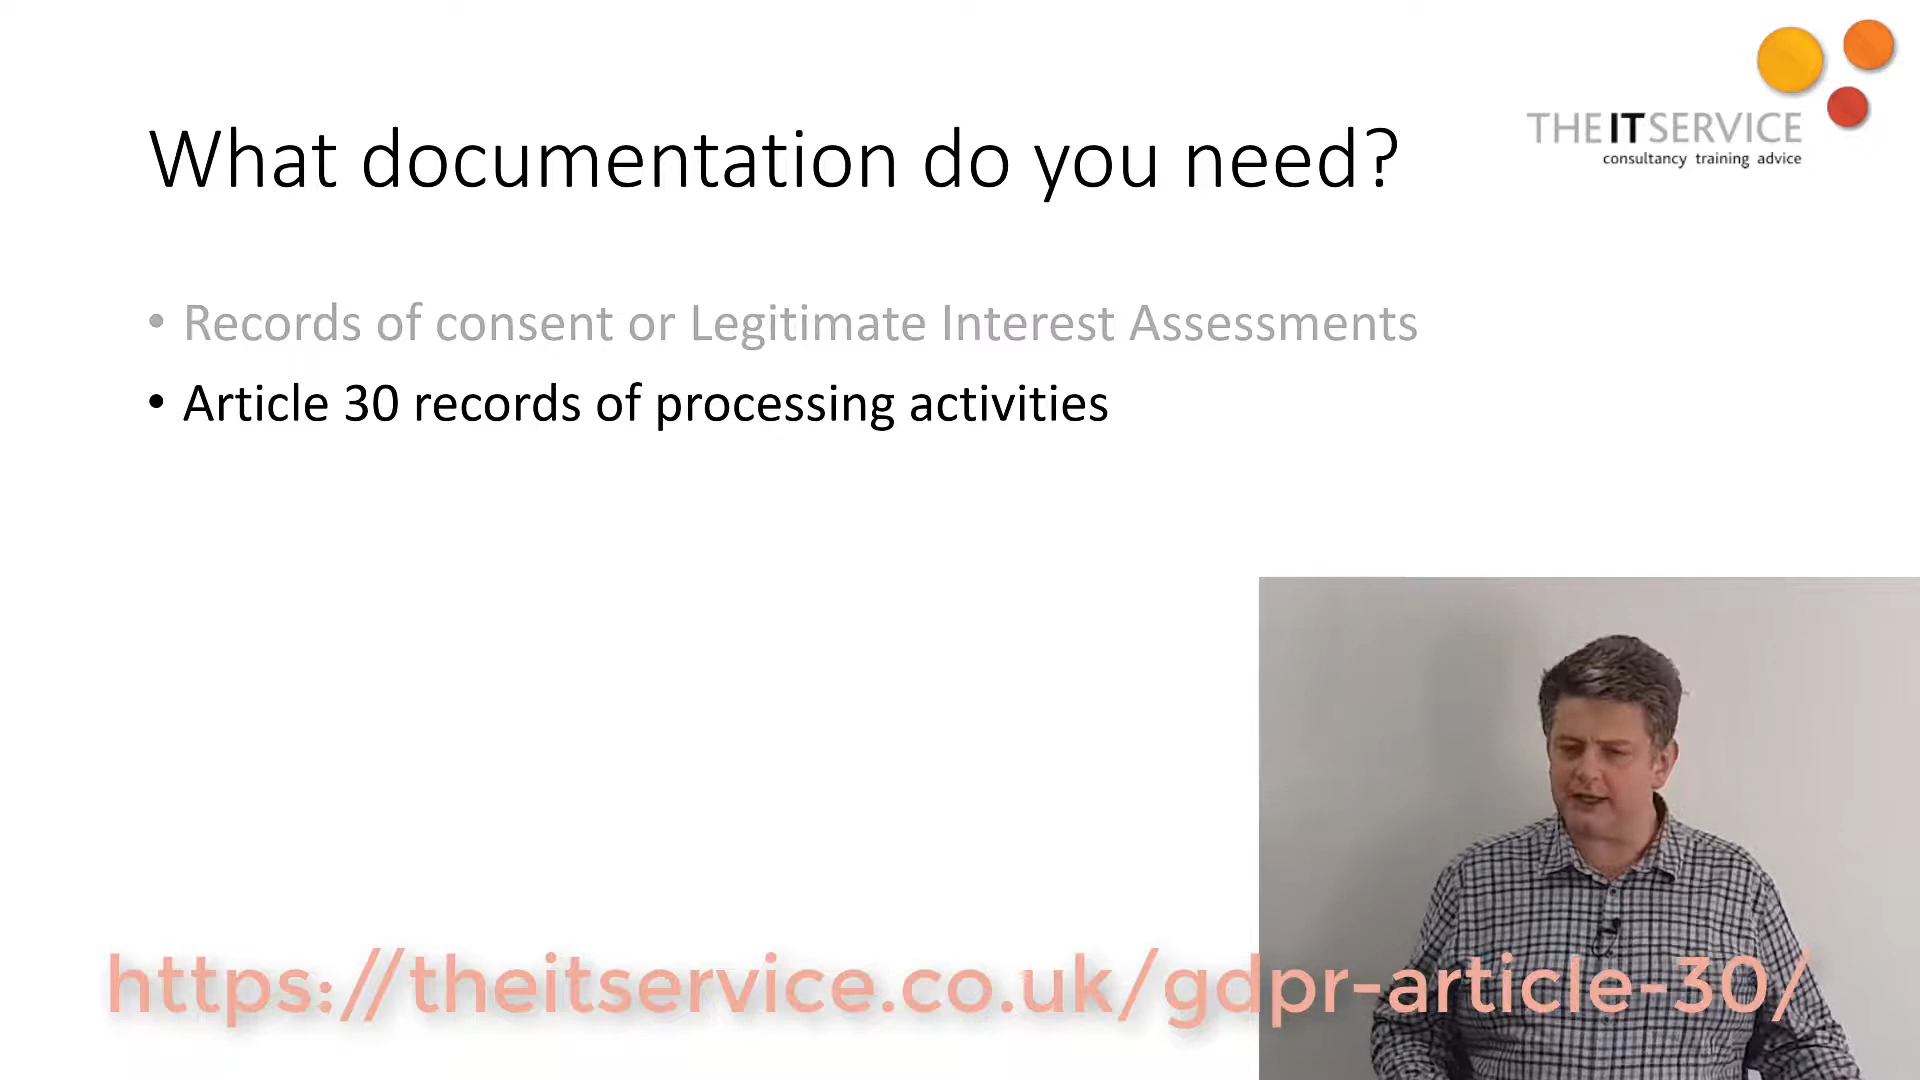 What documentation do you need?
THE IT SERVICE
consultancy training advice
• Records of consent or Legitimate Interest Assessments
• Article 30 records of processing activities
https://theitservice.co.uk/gdpr-article-30/